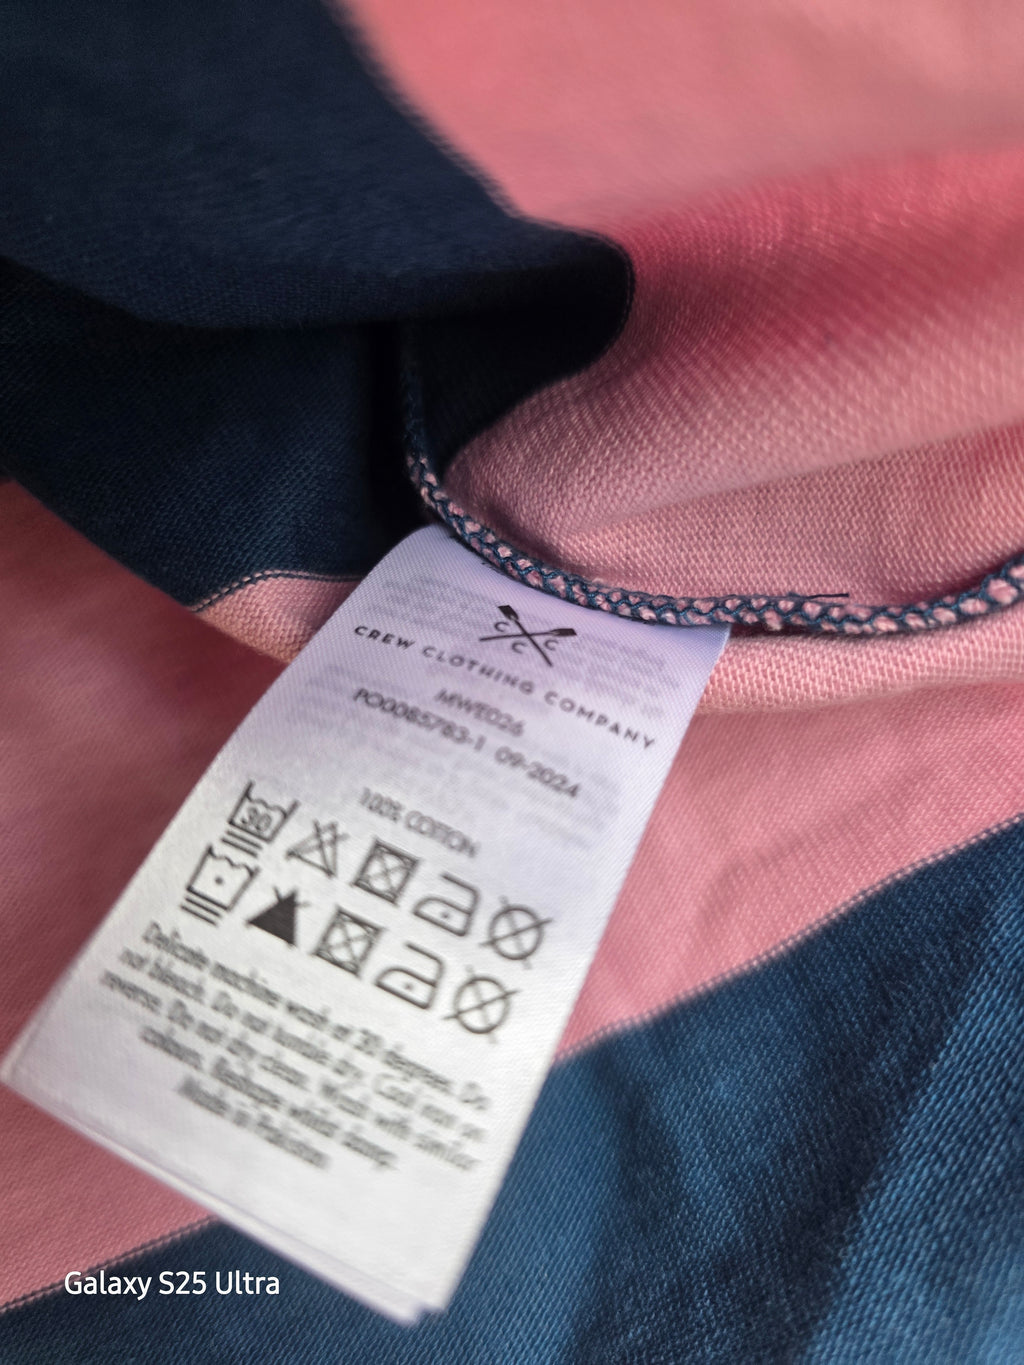 C C
C
CREW CLOTHING COMPANY
MWE026
PO0085783-1 09-2024
100% COTTON
30
Delicate machine wash at 30 degrees. Do
not bleach. Do not tumble dry. Cool iron on
reverse. Do not dry clean. Wash with similar
colours. Reshape whilst damp.
Made in Pakistan
Galaxy S25 Ultra